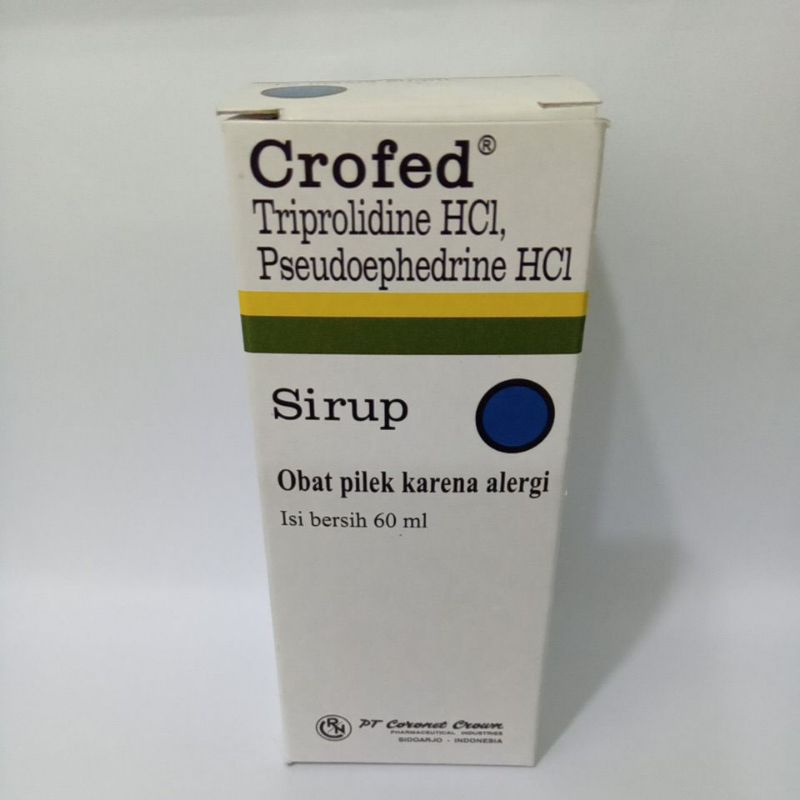 Crofed®
Triprolidine HCl,
Pseudoephedrine HCl
Sirup
Obat pilek karena alergi
Isi bersih 60 ml
PT Coronet Crown
PHARMACEUTICAL INDUSTRIES
SIDOARJO - INDONESIA